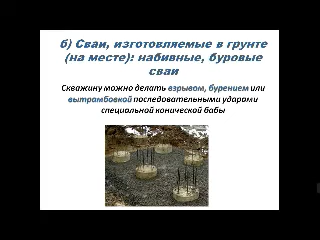 б) Сваи, изготовляемые в грунте
(на месте): набивные, буровые
сваи
Скважину можно делать взрывом, бурением или
вытрамбовкой последовательными ударами
специальной конической бабы